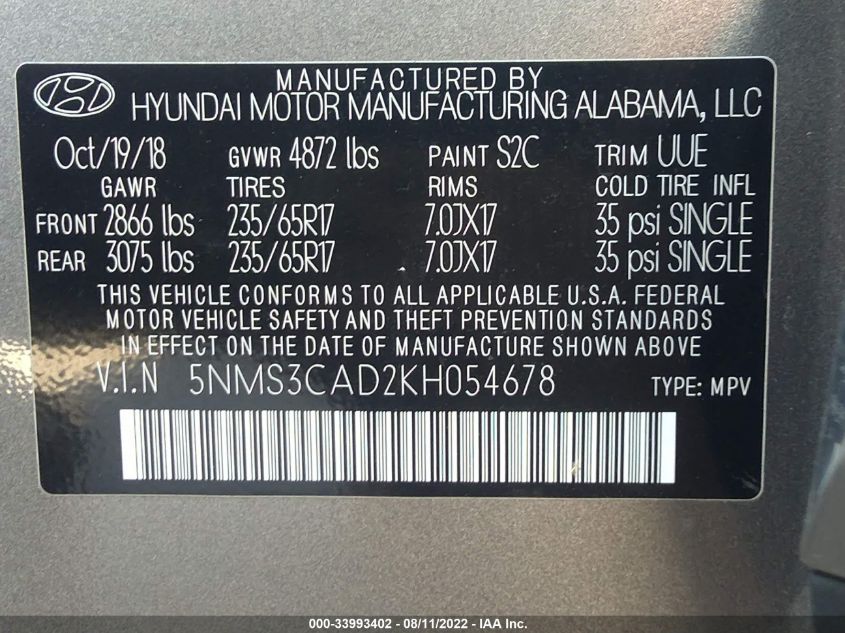 MANUFACTURED BY
HYUNDAI MOTOR MANUFACTURING ALABAMA, LLC
Oct/19/18 GVWR 4872 lbs PAINT S2C TRIM UUE
GAWR TIRES RIMS COLD TIRE INFL
FRONT 2866 lbs 235/65R17 7.0JX17 35 psi SINGLE
REAR 3075 lbs 235/65R17 7.0JX17 35 psi SINGLE
THIS VEHICLE CONFORMS TO ALL APPLICABLE U.S.A. FEDERAL
MOTOR VEHICLE SAFETY AND THEFT PREVENTION STANDARDS
IN EFFECT ON THE DATE OF MANUFACTURE SHOWN ABOVE
V.I.N 5NMS3CAD2KH054678 TYPE: MPV
000-33993402 - 08/11/2022 - IAA Inc.